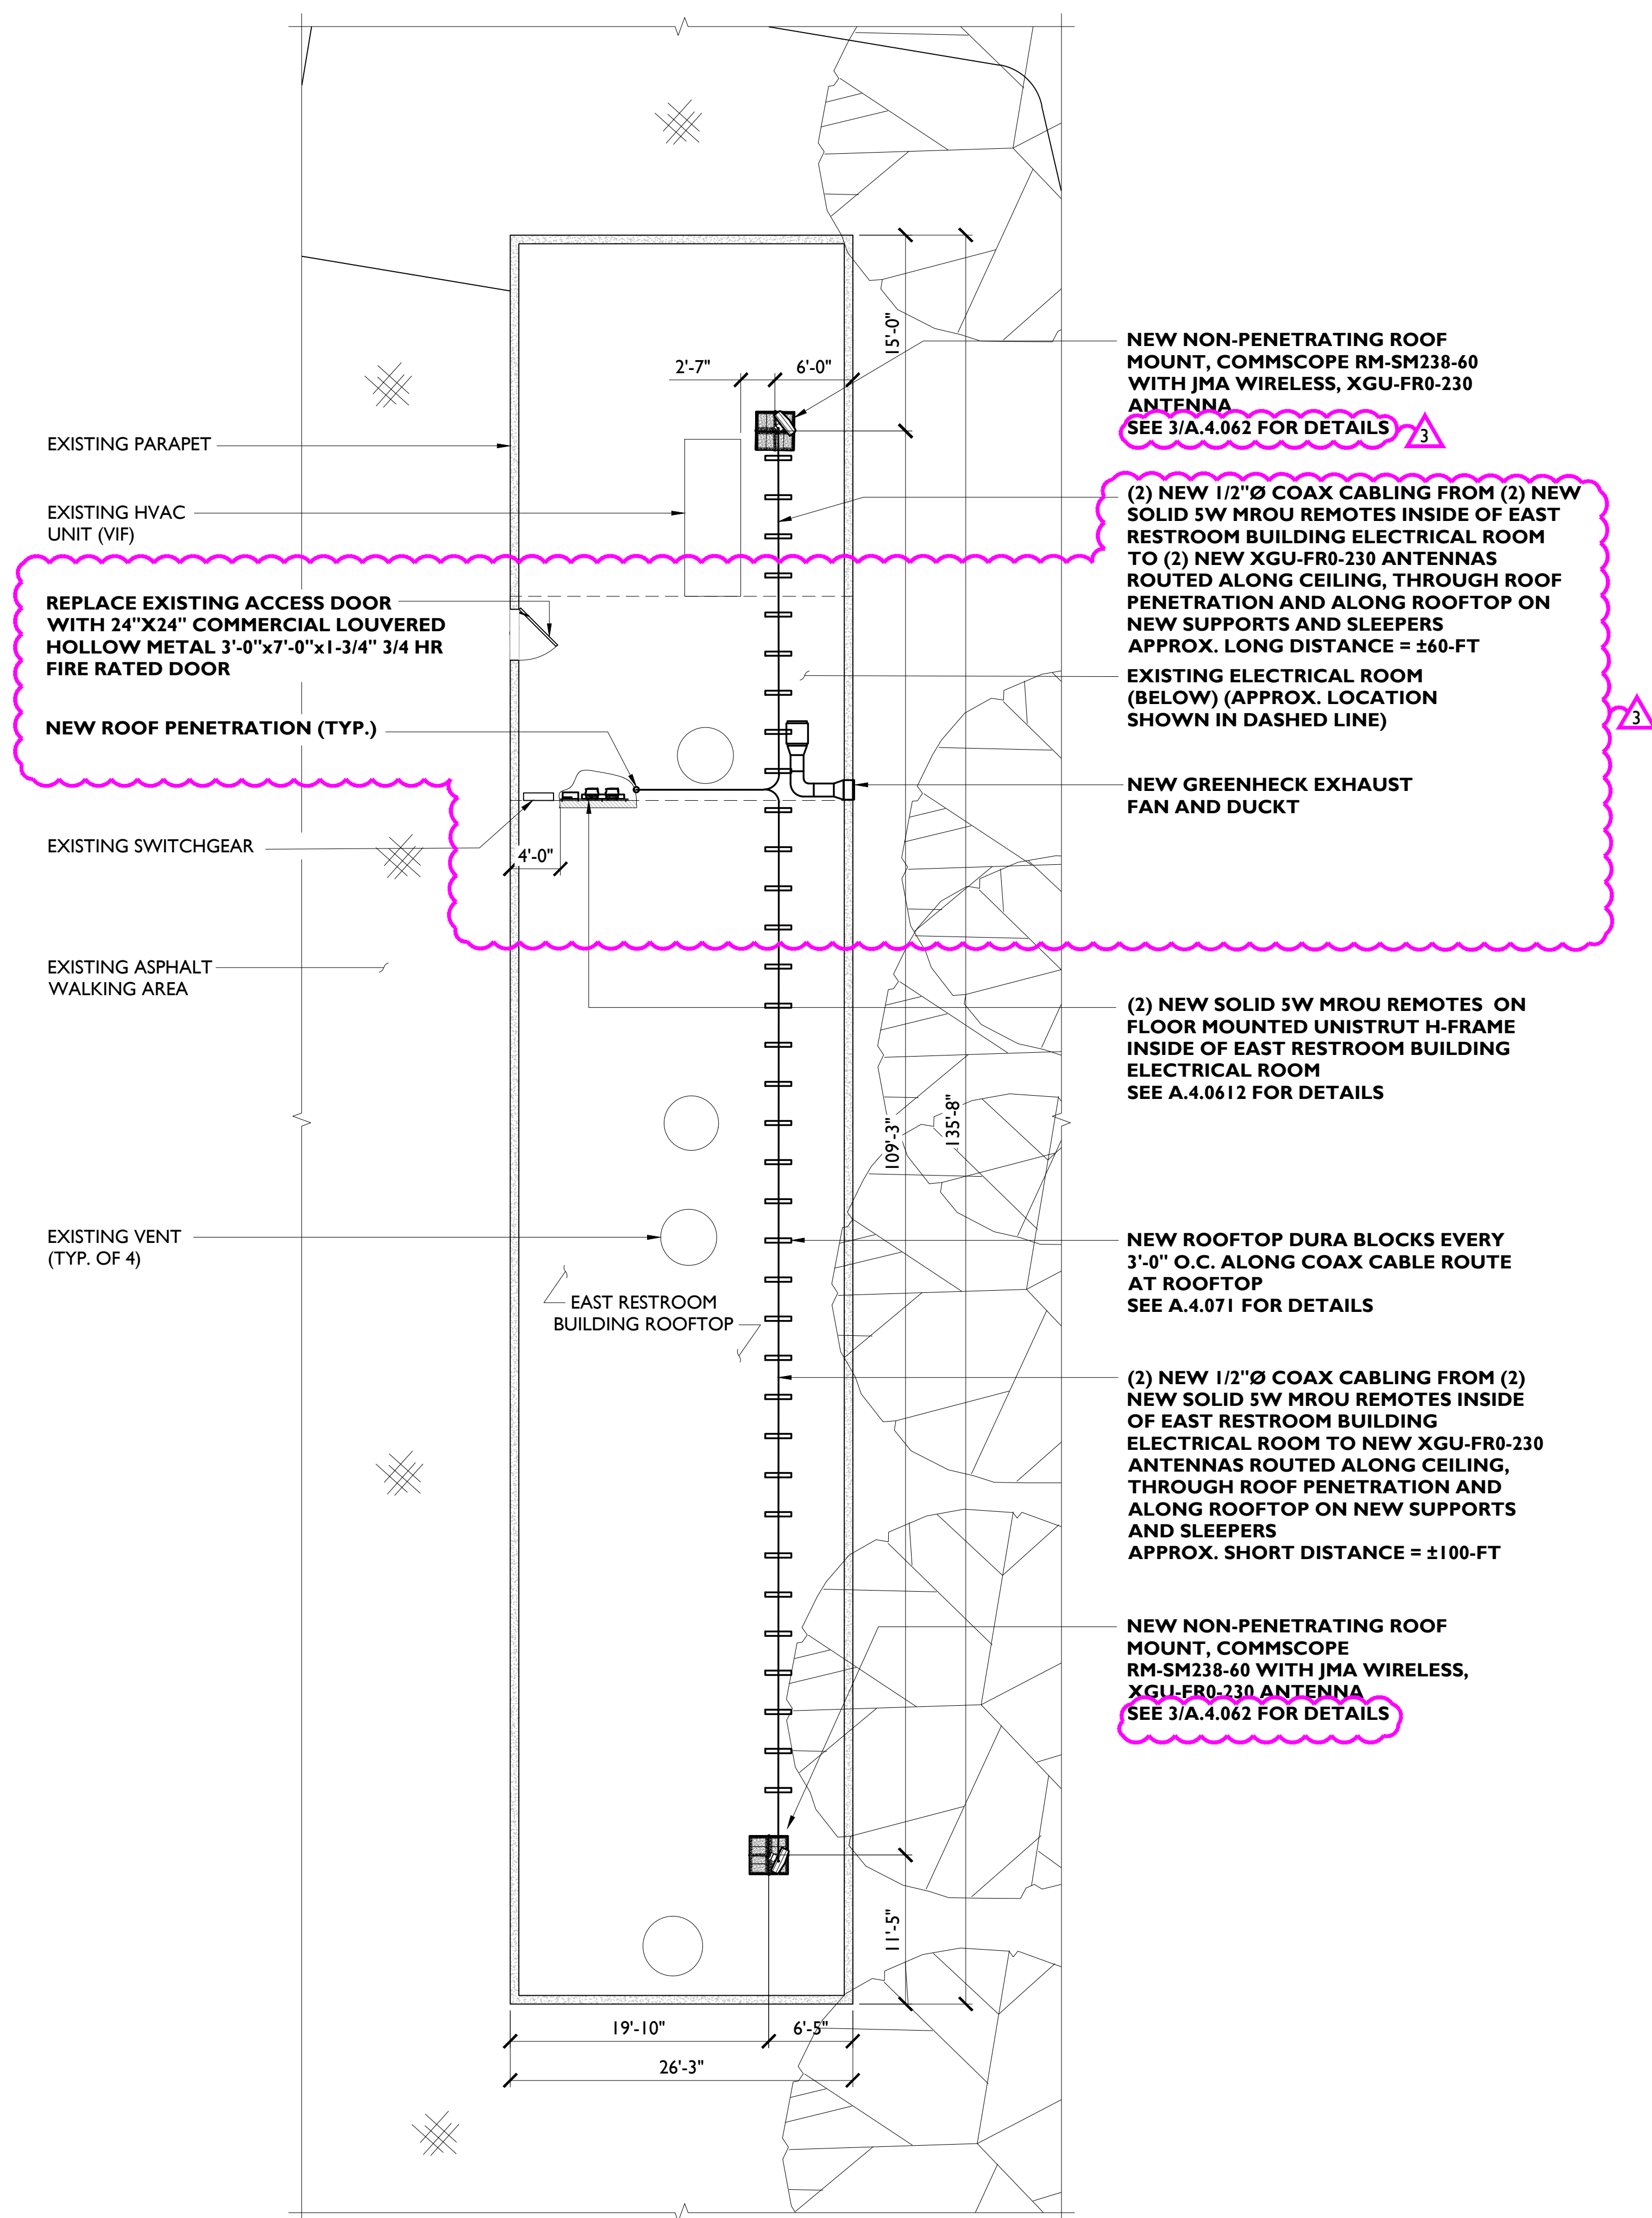 EXISTING PARAPET
EXISTING HVAC
UNIT (VIF)
REPLACE EXISTING ACCESS DOOR
WITH 24"X24" COMMERCIAL LOUVERED
HOLLOW METAL 3'-0"x7'-0"x1-3/4" 3/4 HR
FIRE RATED DOOR
NEW ROOF PENETRATION (TYP.)
EXISTING SWITCHGEAR
EXISTING ASPHALT
WALKING AREA
EXISTING VENT
(TYP. OF 4)
2'-7"
6'-0"
15'-0"
4'-0"
109'-3"
135'-8"
EAST RESTROOM
BUILDING ROOFTOP
11'-5"
19'-10"
6'-5"
26'-3"
NEW NON-PENETRATING ROOF
MOUNT, COMMSCOPE RM-SM238-60
WITH JMA WIRELESS, XGU-FR0-230
ANTENNA
SEE 3/A.4.062 FOR DETAILS
3
(2) NEW 1/2"Ø COAX CABLING FROM (2) NEW
SOLID 5W MROU REMOTES INSIDE OF EAST
RESTROOM BUILDING ELECTRICAL ROOM
TO (2) NEW XGU-FR0-230 ANTENNAS
ROUTED ALONG CEILING, THROUGH ROOF
PENETRATION AND ALONG ROOFTOP ON
NEW SUPPORTS AND SLEEPERS
APPROX. LONG DISTANCE = ±60-FT
EXISTING ELECTRICAL ROOM
(BELOW) (APPROX. LOCATION
SHOWN IN DASHED LINE)
3
NEW GREENHECK EXHAUST
FAN AND DUCKT
(2) NEW SOLID 5W MROU REMOTES ON
FLOOR MOUNTED UNISTRUT H-FRAME
INSIDE OF EAST RESTROOM BUILDING
ELECTRICAL ROOM
SEE A.4.0612 FOR DETAILS
NEW ROOFTOP DURA BLOCKS EVERY
3'-0" O.C. ALONG COAX CABLE ROUTE
AT ROOFTOP
SEE A.4.071 FOR DETAILS
(2) NEW 1/2"Ø COAX CABLING FROM (2)
NEW SOLID 5W MROU REMOTES INSIDE
OF EAST RESTROOM BUILDING
ELECTRICAL ROOM TO NEW XGU-FR0-230
ANTENNAS ROUTED ALONG CEILING,
THROUGH ROOF PENETRATION AND
ALONG ROOFTOP ON NEW SUPPORTS
AND SLEEPERS
APPROX. SHORT DISTANCE = ±100-FT
NEW NON-PENETRATING ROOF
MOUNT, COMMSCOPE
RM-SM238-60 WITH JMA WIRELESS,
XGU-FR0-230 ANTENNA
SEE 3/A.4.062 FOR DETAILS